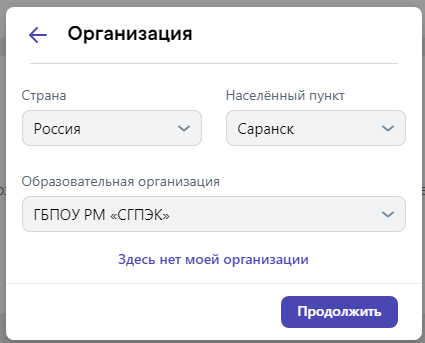 Организация
Страна
Населённый пункт
Россия
Саранск
Образовательная организация
ГБПОУ РМ «СГПЭК»
Здесь нет моей организации
Продолжить